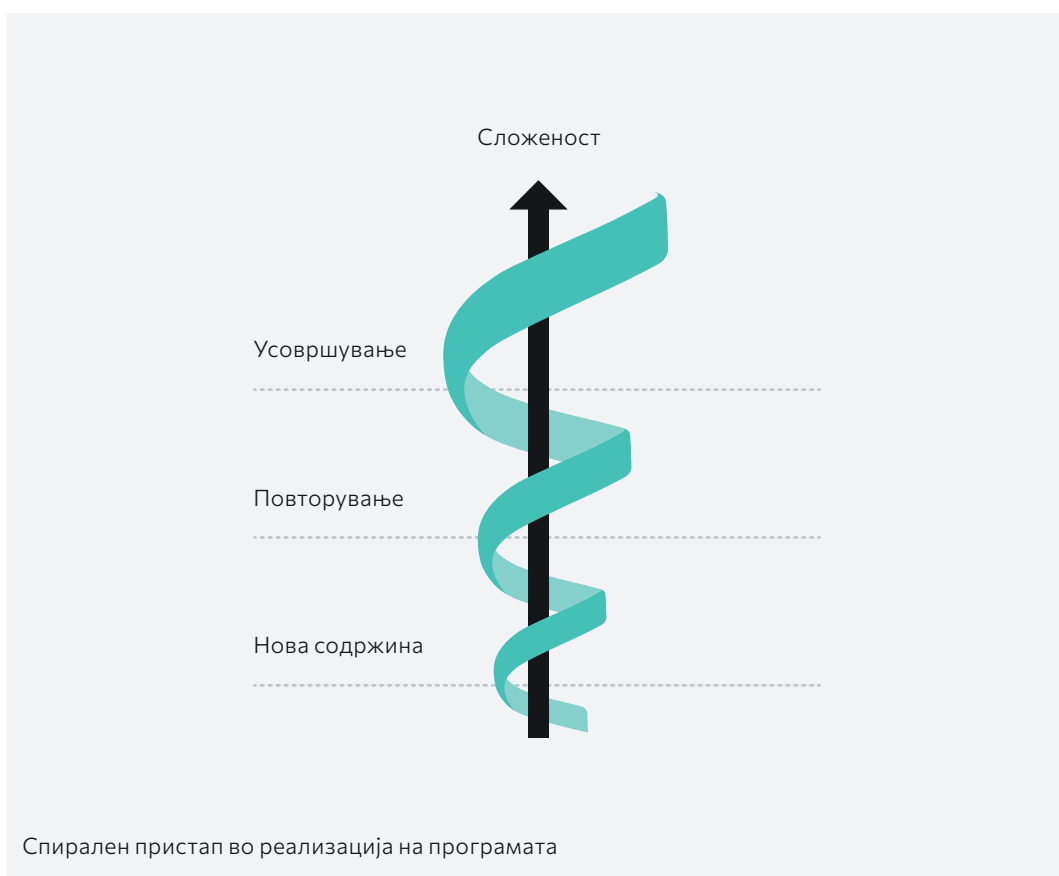 Сложеност
Усовршување
Повторување
Нова содржина
Спирален пристап во реализација на програмата